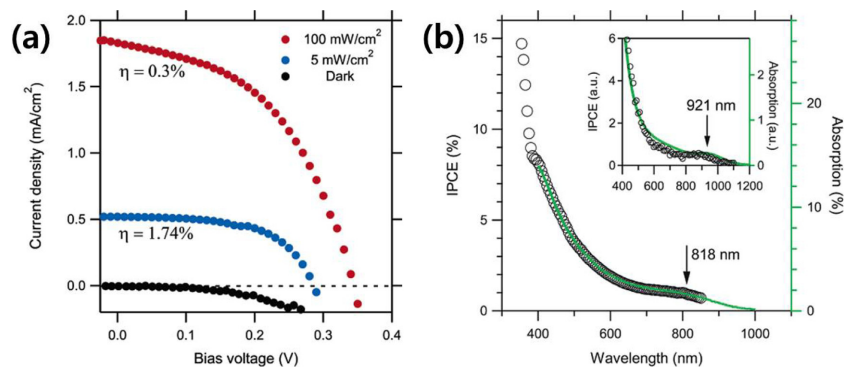 (a)
2.0
1.5
1.0
0.5
0.0
Current density (mA/cm²)
100 mW/cm²
5 mW/cm²
Dark
η = 0.3%
η = 1.74%
0.0 0.1 0.2 0.3 0.4
Bias voltage (V)
(b)
15
10
5
0
IPCE (%)
20
10
0
Absorption (%)
818 nm
400 600 800 1000
Wavelength (nm)
6
4
2
0
IPCE (a.u.)
2
1
0
Absorption (a.u.)
921 nm
400 600 800 1000 1200